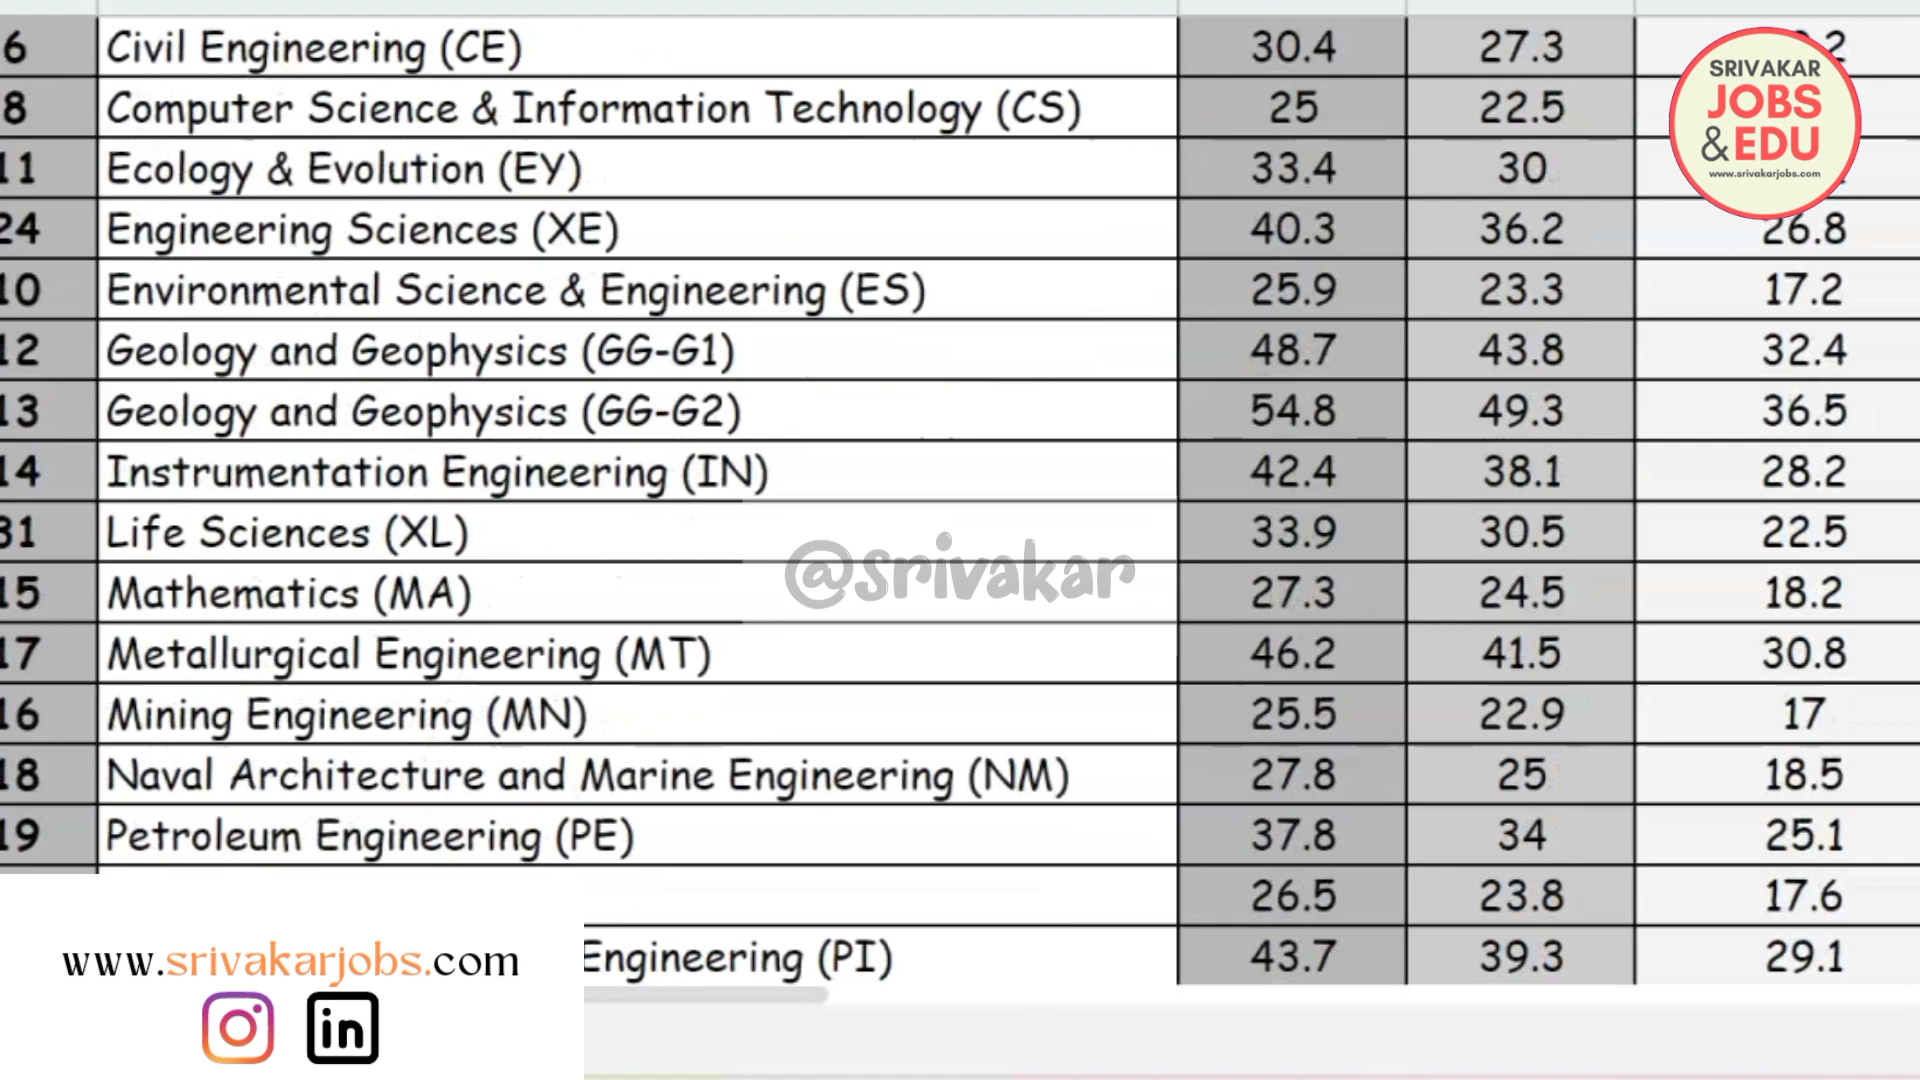 6 Civil Engineering (CE) 30.4 27.3
8 Computer Science & Information Technology (CS) 25 22.5
11 Ecology & Evolution (EY) 33.4 30
24 Engineering Sciences (XE) 40.3 36.2 26.8
10 Environmental Science & Engineering (ES) 25.9 23.3 17.2
12 Geology and Geophysics (GG-G1) 48.7 43.8 32.4
13 Geology and Geophysics (GG-G2) 54.8 49.3 36.5
14 Instrumentation Engineering (IN) 42.4 38.1 28.2
31 Life Sciences (XL) 33.9 30.5 22.5
15 Mathematics (MA) 27.3 24.5 18.2
17 Metallurgical Engineering (MT) 46.2 41.5 30.8
16 Mining Engineering (MN) 25.5 22.9 17
18 Naval Architecture and Marine Engineering (NM) 27.8 25 18.5
19 Petroleum Engineering (PE) 37.8 34 25.1
26.5 23.8 17.6
Engineering (PI) 43.7 39.3 29.1
SRIVAKAR
JOBS
&EDU
www.srivakarjobs.com
@srivakar
www.srivakarjobs.com
in